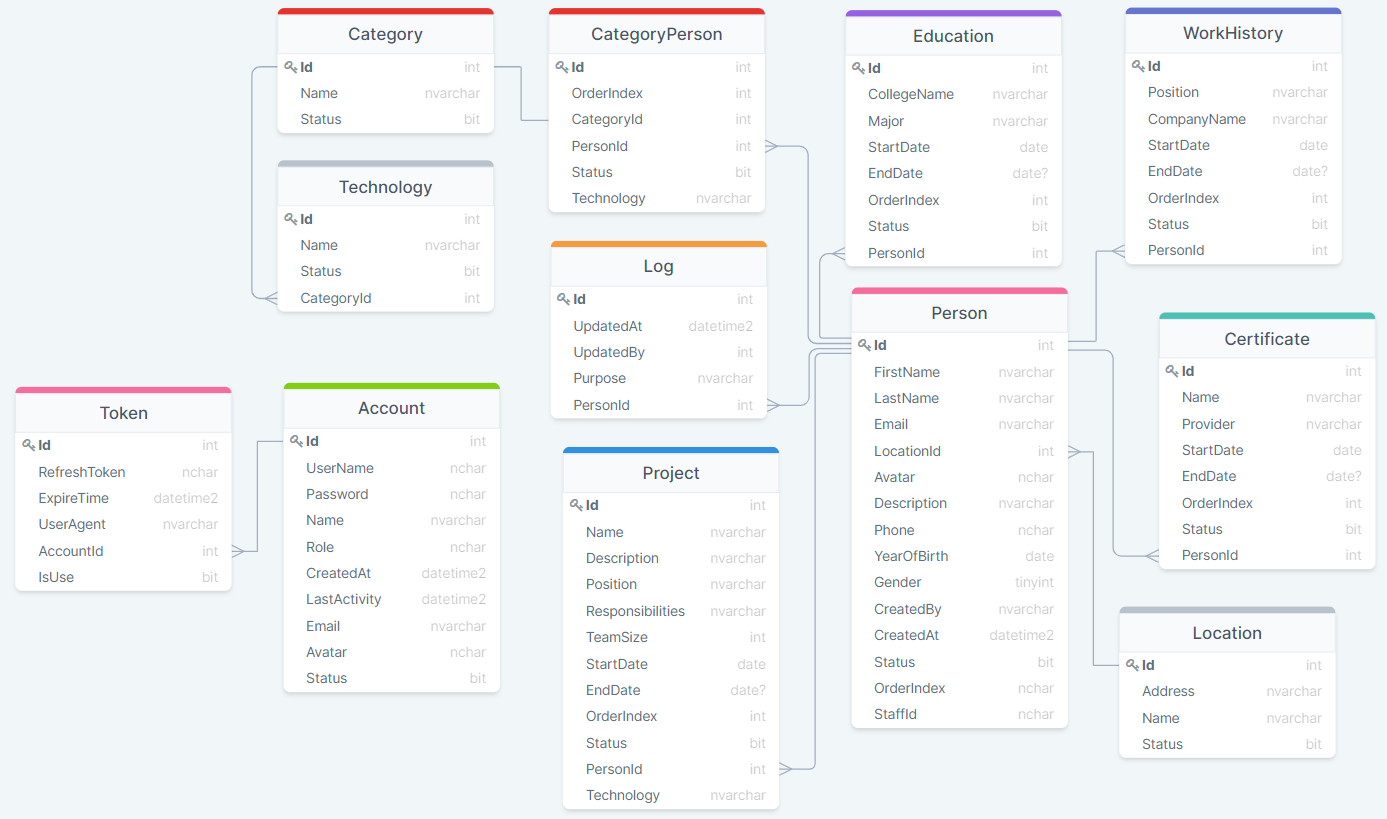 Category
Id int
Name nvarchar
Status bit
CategoryPerson
Id int
OrderIndex int
CategoryId int
PersonId int
Status bit
Technology nvarchar
Education
Id int
CollegeName nvarchar
Major nvarchar
StartDate date
EndDate date?
OrderIndex int
Status bit
PersonId int
WorkHistory
Id int
Position nvarchar
CompanyName nvarchar
StartDate date
EndDate date?
OrderIndex int
Status bit
PersonId int
Technology
Id int
Name nvarchar
Status bit
CategoryId int
Log
Id int
UpdatedAt datetime2
UpdatedBy int
Purpose nvarchar
PersonId int
Person
Id int
FirstName nvarchar
LastName nvarchar
Email nvarchar
LocationId int
Avatar nchar
Description nvarchar
Phone nchar
YearOfBirth date
Gender tinyint
CreatedBy nvarchar
CreatedAt datetime2
Status bit
OrderIndex nchar
StaffId nchar
Certificate
Id int
Name nvarchar
Provider nvarchar
StartDate date
EndDate date?
OrderIndex int
Status bit
PersonId int
Token
Id int
RefreshToken nchar
ExpireTime datetime2
UserAgent nvarchar
AccountId int
IsUse bit
Account
Id int
UserName nchar
Password nchar
Name nvarchar
Role nchar
CreatedAt datetime2
LastActivity datetime2
Email nvarchar
Avatar nchar
Status bit
Project
Id int
Name nvarchar
Description nvarchar
Position nvarchar
Responsibilities nvarchar
TeamSize int
StartDate date
EndDate date?
OrderIndex int
Status bit
PersonId int
Technology nvarchar
Location
Id int
Address nvarchar
Name nvarchar
Status bit